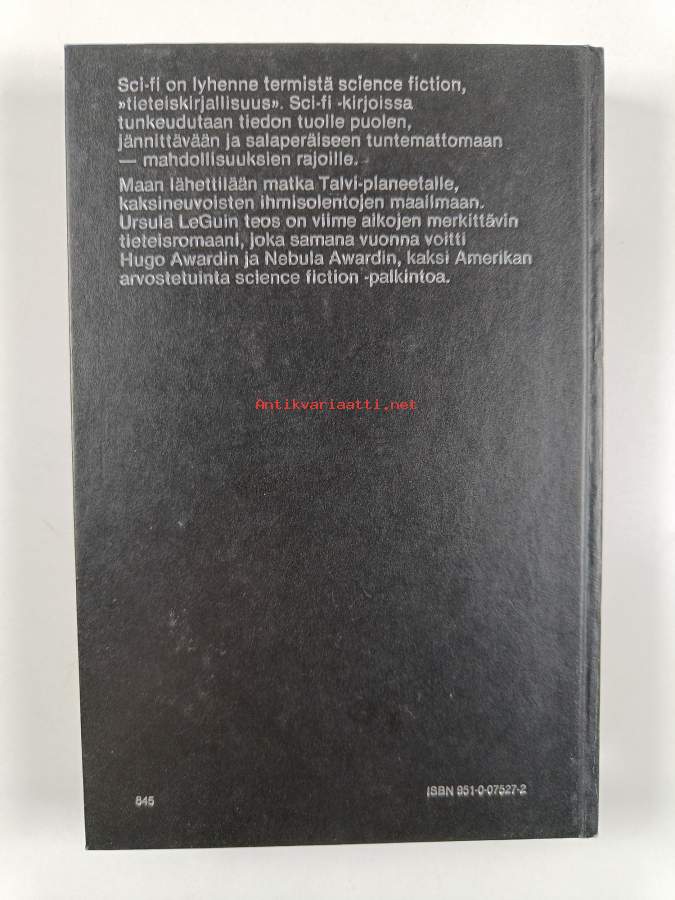 Sci-fi on lyhenne termistä science fiction,
»tieteiskirjallisuus». Sci-fi -kirjoissa
tunkeudutaan tiedon tuolle puolen,
jännittävään ja salaperäiseen tuntemattomaan
— mahdollisuuksien rajoille.
Maan lähettilään matka Talvi-planeetalle,
kaksineuvoisten ihmisolentojen maailmaan.
Ursula LeGuin teos on viime aikojen merkittävin
tieteisromaani, joka samana vuonna voitti
Hugo Awardin ja Nebula Awardin, kaksi Amerikan
arvostetuinta science fiction -palkintoa.
Antikvariaatti.net
845
ISBN 951-0-07527-2